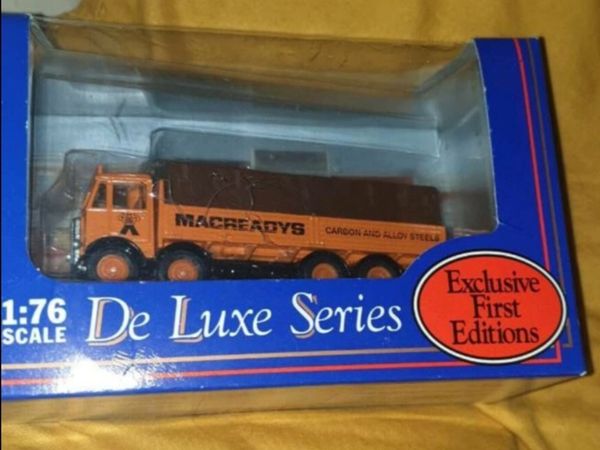 MACREADYS
CARBON AND ALLOY STEELS
1:76
SCALE
De Luxe Series
Exclusive
First
Editions